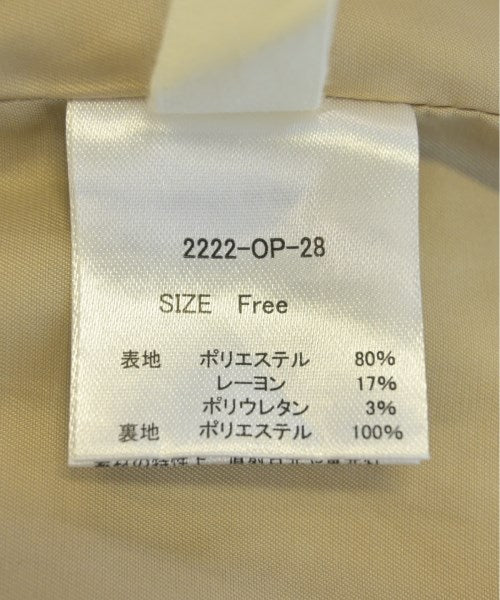 2222-OP-28
SIZE Free
表地 ポリエステル 80%
レーヨン 17%
ポリウレタン 3%
裏地 ポリエステル 100%